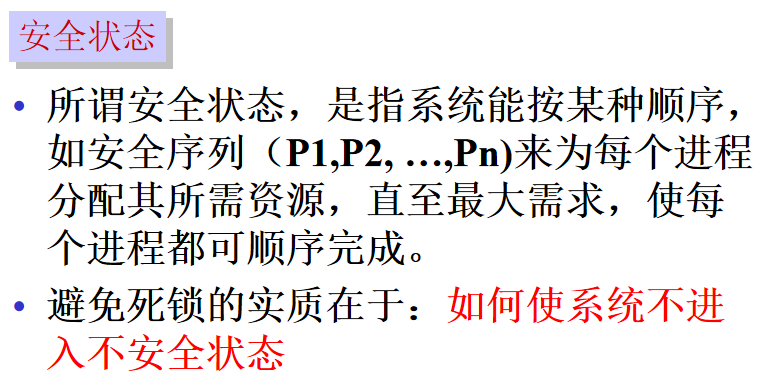 安全状态
• 所谓安全状态，是指系统能按某种顺序，
如安全序列（P1,P2, …,Pn)来为每个进程
分配其所需资源，直至最大需求，使每
个进程都可顺序完成。
• 避免死锁的实质在于：如何使系统不进
入不安全状态